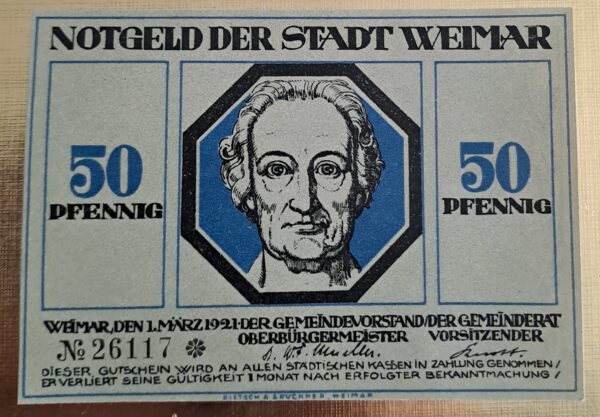 NOTGELD DER STADT WEIMAR
50
PFENNIG
50
PFENNIG
WEIMAR, DEN 1. MÄRZ 1921·DER GEMEINDEVORSTAND/DER GEMEINDERAT
OBERBÜRGERMEISTER VORSITZENDER
№ 26117 *
DIESER GUTSCHEIN WIRD AN ALLEN STÄDTISCHEN KASSEN IN ZAHLUNG GENOMMEN/
ER VERLIERT SEINE GÜLTIGKEIT 1 MONAT NACH ERFOLGTER BEKANNTMACHUNG/
DIETSCH & BRÜCKNER WEIMAR